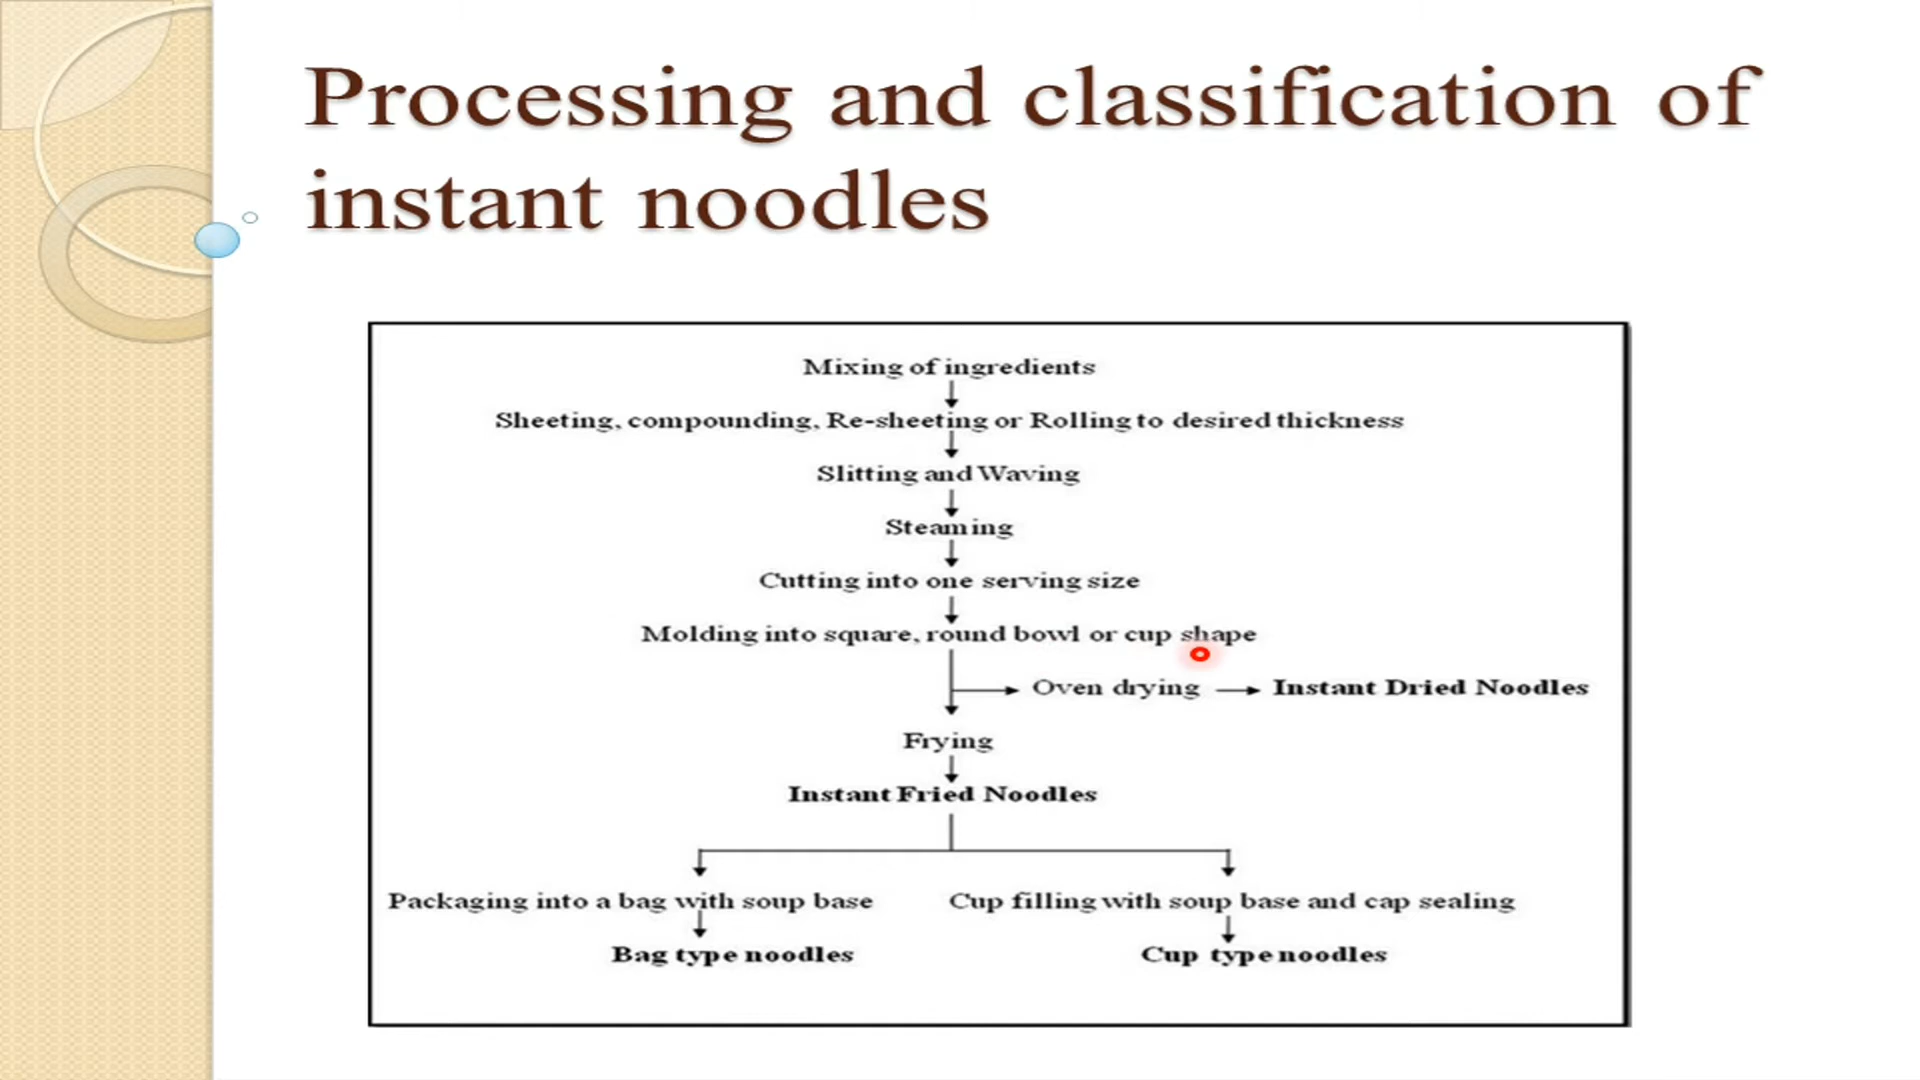 Processing and classification of
instant noodles
Mixing of ingredients
Sheeting, compounding, Re-sheeting or Rolling to desired thickness
Slitting and Waving
Steaming
Cutting into one serving size
Molding into square, round bowl or cup shape
Oven drying
Instant Dried Noodles
Frying
Instant Fried Noodles
Packaging into a bag with soup base
Cup filling with soup base and cap sealing
Bag type noodles
Cup type noodles